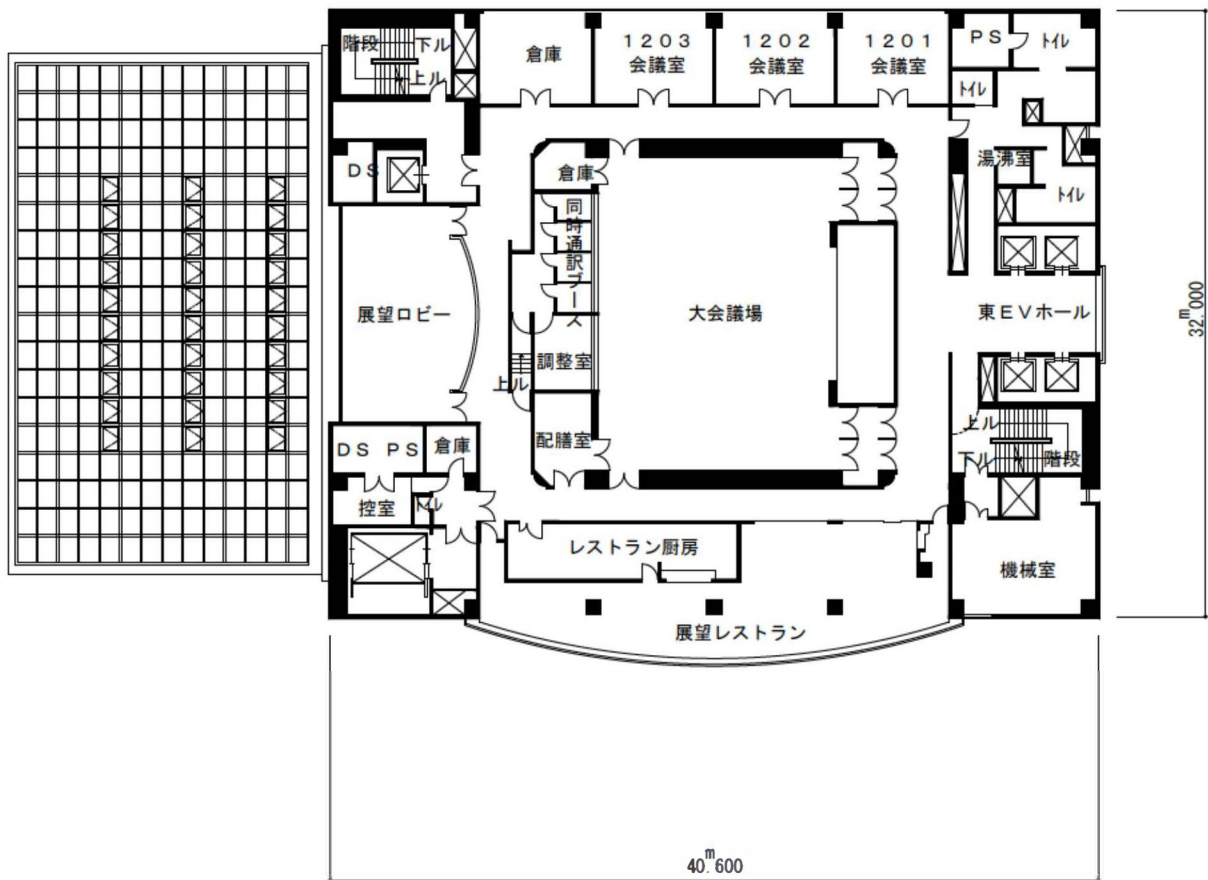 階段
下ル
上ル
倉庫
1203
会議室
1202
会議室
1201
会議室
PS
トイレ
トイレ
DS
倉庫
湯沸室
トイレ
同時通訳ブース
展望ロビー
大会議場
東EVホール
32.000m
調整室
上ル
配膳室
上ル
下ル
階段
DS PS
倉庫
控室
トイレ
レストラン厨房
機械室
展望レストラン
40.600m